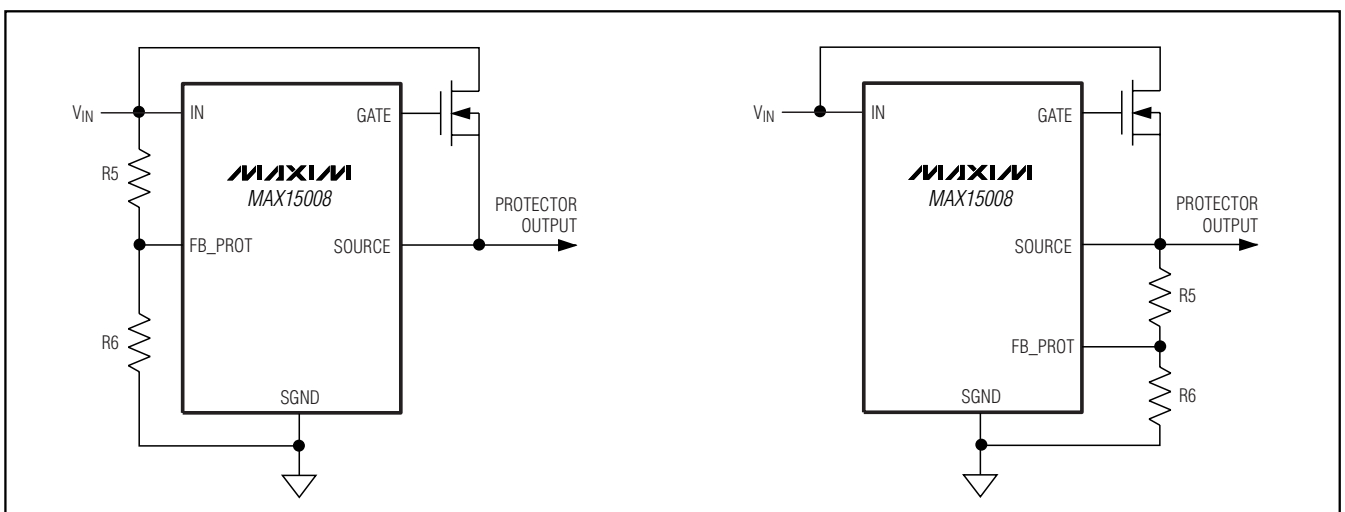 VIN
IN
GATE
R5
MAXIM
MAX15008
PROTECTOR
OUTPUT
FB_PROT
SOURCE
R6
SGND
VIN
IN
GATE
MAXIM
MAX15008
PROTECTOR
OUTPUT
SOURCE
R5
FB_PROT
R6
SGND